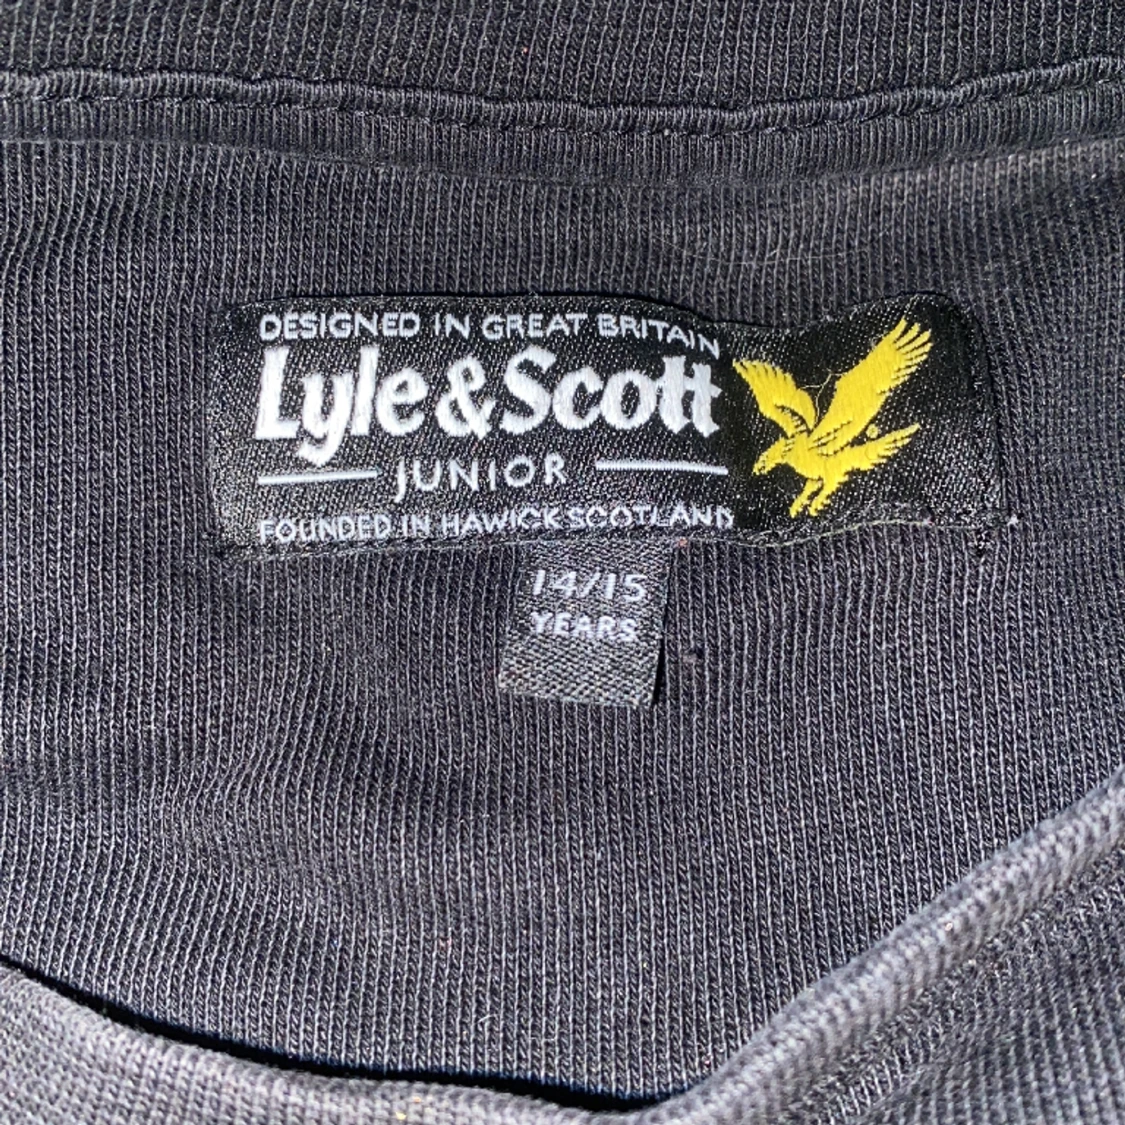 DESIGNED IN GREAT BRITAIN
Lyle & Scott
JUNIOR
FOUNDED IN HAWICK SCOTLAND
14/15
YEARS